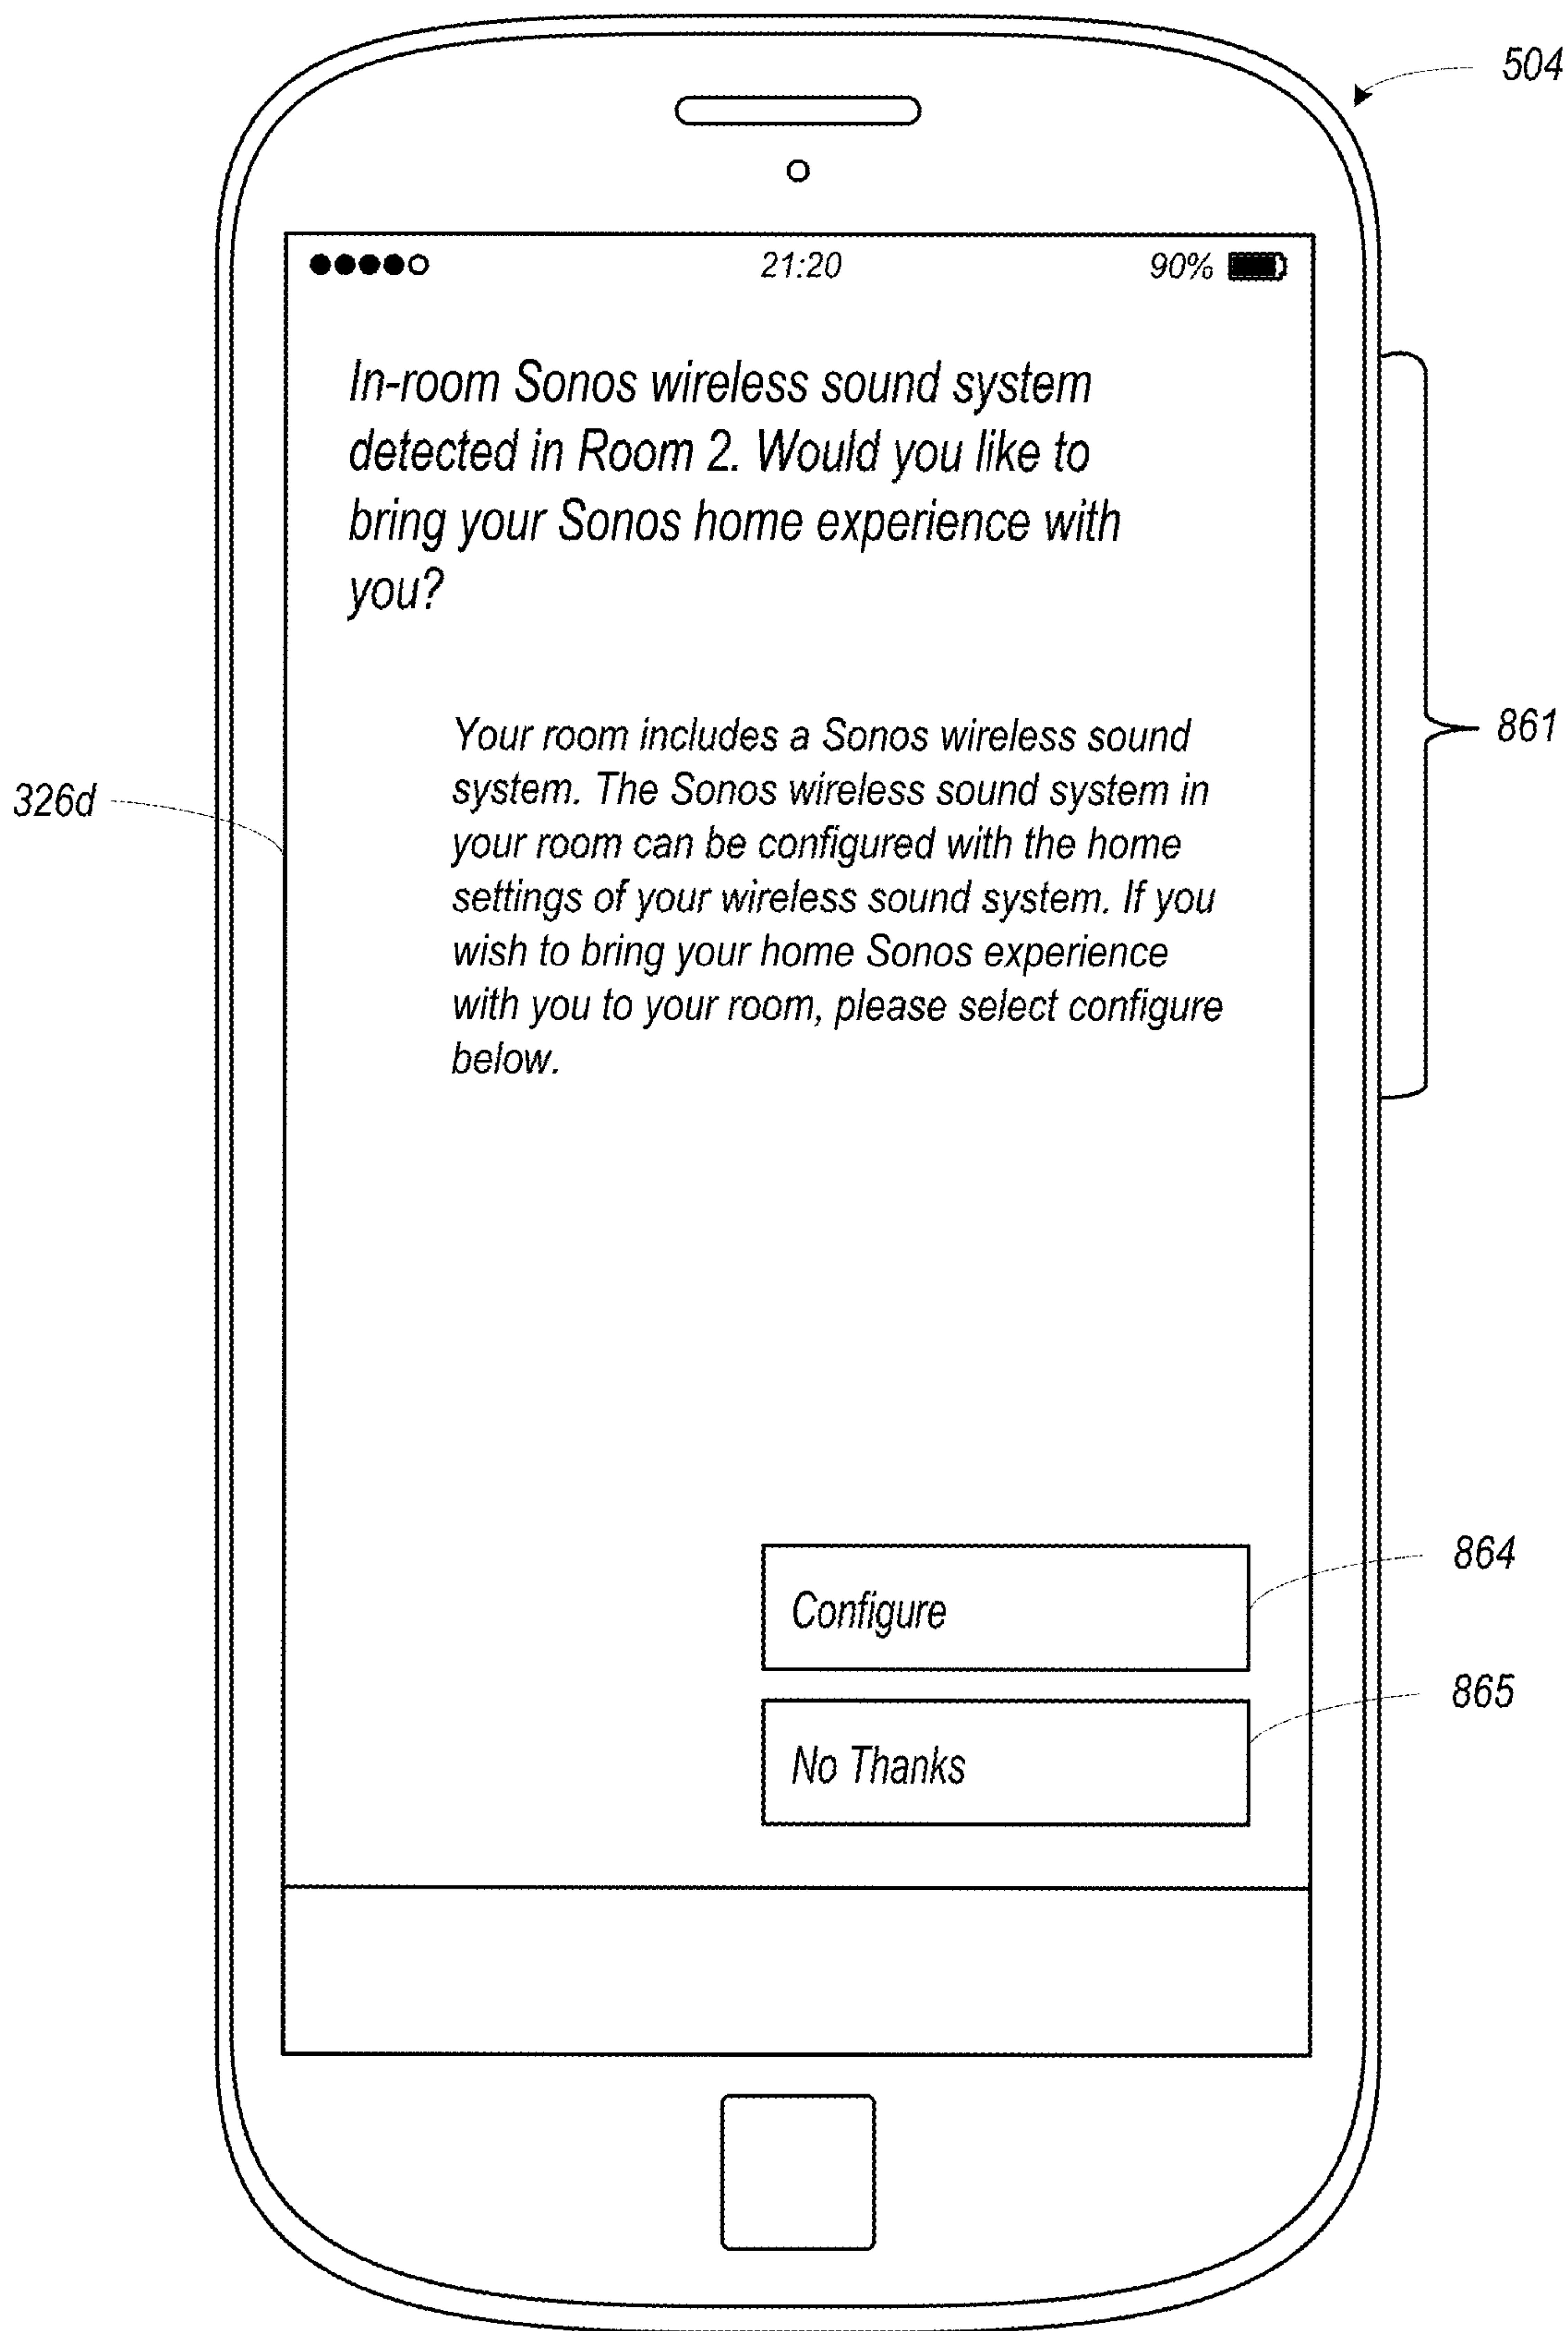 504
21:20 90%
In-room Sonos wireless sound system
detected in Room 2. Would you like to
bring your Sonos home experience with
you?
861
Your room includes a Sonos wireless sound
system. The Sonos wireless sound system in
your room can be configured with the home
settings of your wireless sound system. If you
wish to bring your home Sonos experience
with you to your room, please select configure
below.
326d
864
Configure
865
No Thanks